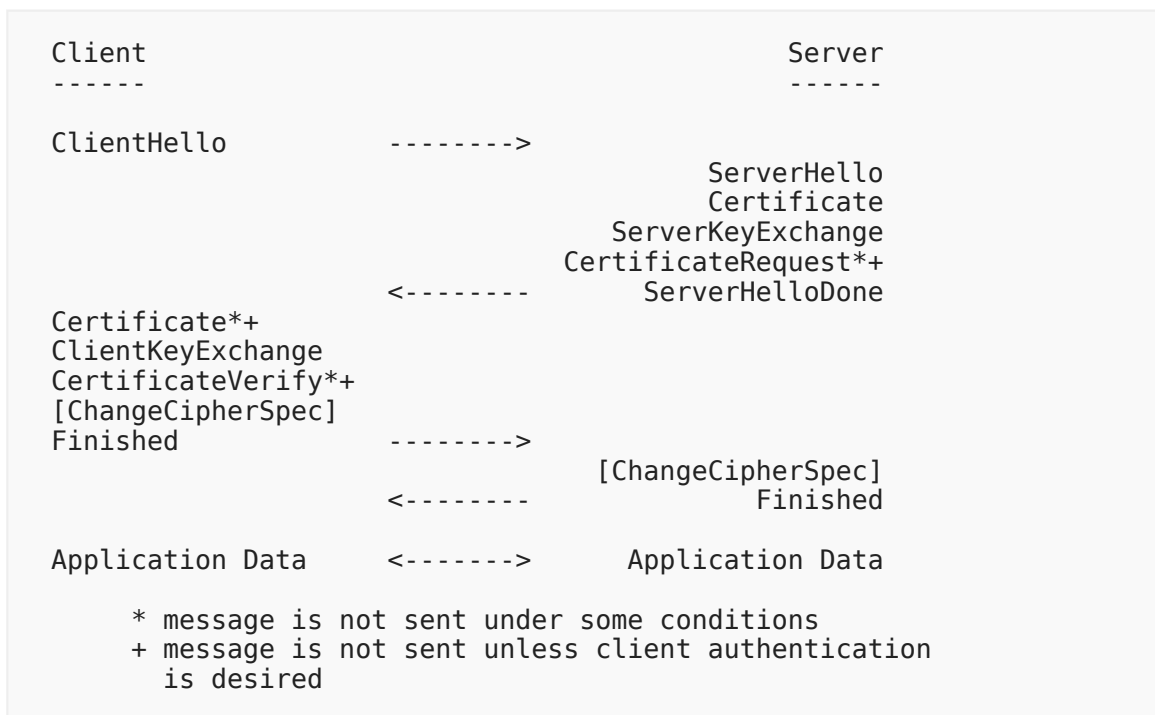 Client                                        Server
------                                        ------

ClientHello          -------->
                                         ServerHello
                                         Certificate
                                   ServerKeyExchange
                                CertificateRequest*+
                     <--------       ServerHelloDone
Certificate*+
ClientKeyExchange
CertificateVerify*+
[ChangeCipherSpec]
Finished             -------->
                                  [ChangeCipherSpec]
                     <--------              Finished

Application Data     <------->      Application Data

     * message is not sent under some conditions
     + message is not sent unless client authentication
       is desired